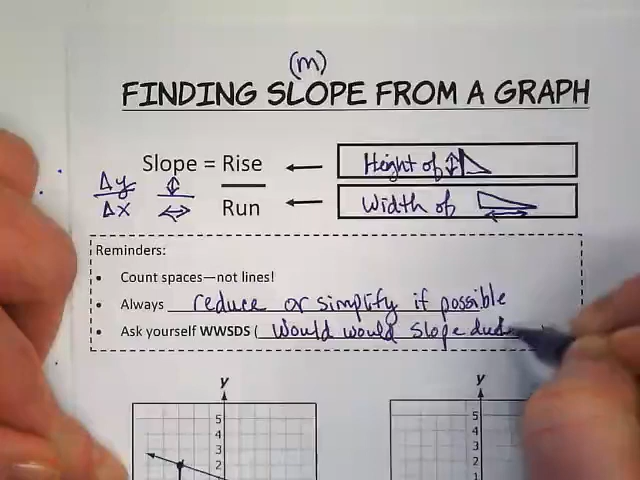 (m)
FINDING SLOPE FROM A GRAPH
Slope = Rise
Height of
Δy
Δx
Run
Width of
Reminders:
• Count spaces—not lines!
• Always reduce or simplify if possible
• Ask yourself WWSDS ( Would would slope dude
y
y
5
4
3
2
5
4
3
2
1